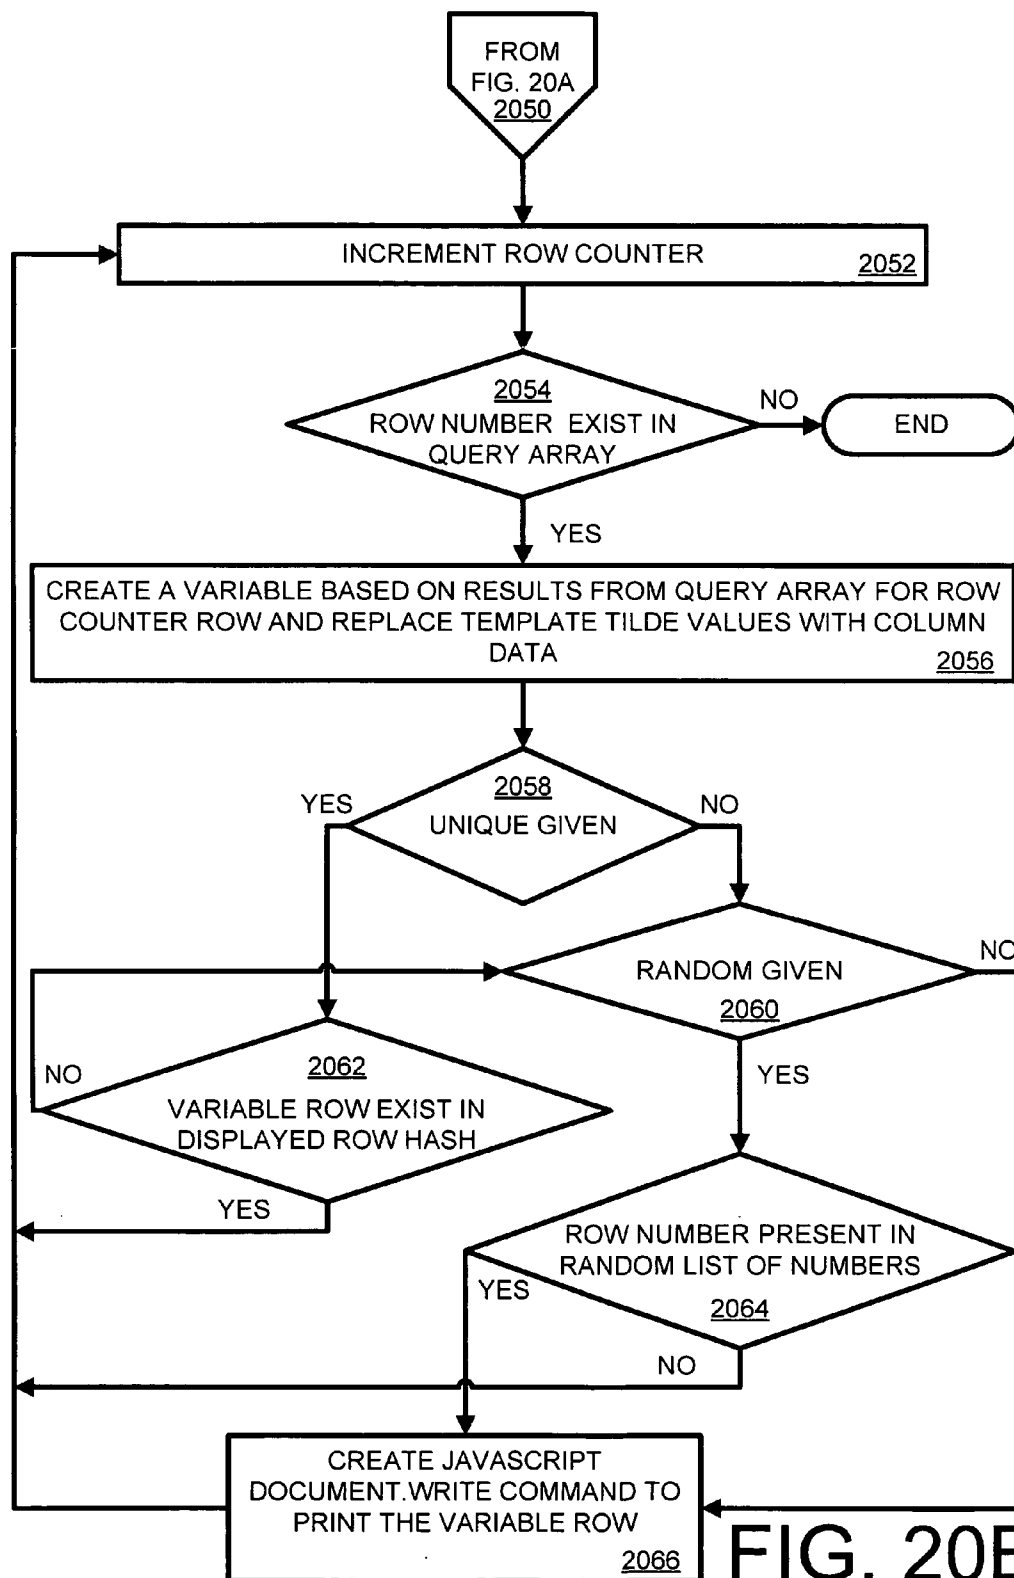 FROM
FIG. 20A
2050
INCREMENT ROW COUNTER
2052
2054
ROW NUMBER EXIST IN
QUERY ARRAY
NO
END
YES
CREATE A VARIABLE BASED ON RESULTS FROM QUERY ARRAY FOR ROW
COUNTER ROW AND REPLACE TEMPLATE TILDE VALUES WITH COLUMN
DATA
2056
2058
UNIQUE GIVEN
YES
NO
RANDOM GIVEN
2060
NO
YES
2062
VARIABLE ROW EXIST IN
DISPLAYED ROW HASH
NO
YES
ROW NUMBER PRESENT IN
RANDOM LIST OF NUMBERS
2064
YES
NO
CREATE JAVASCRIPT
DOCUMENT.WRITE COMMAND TO
PRINT THE VARIABLE ROW
2066
FIG. 20B